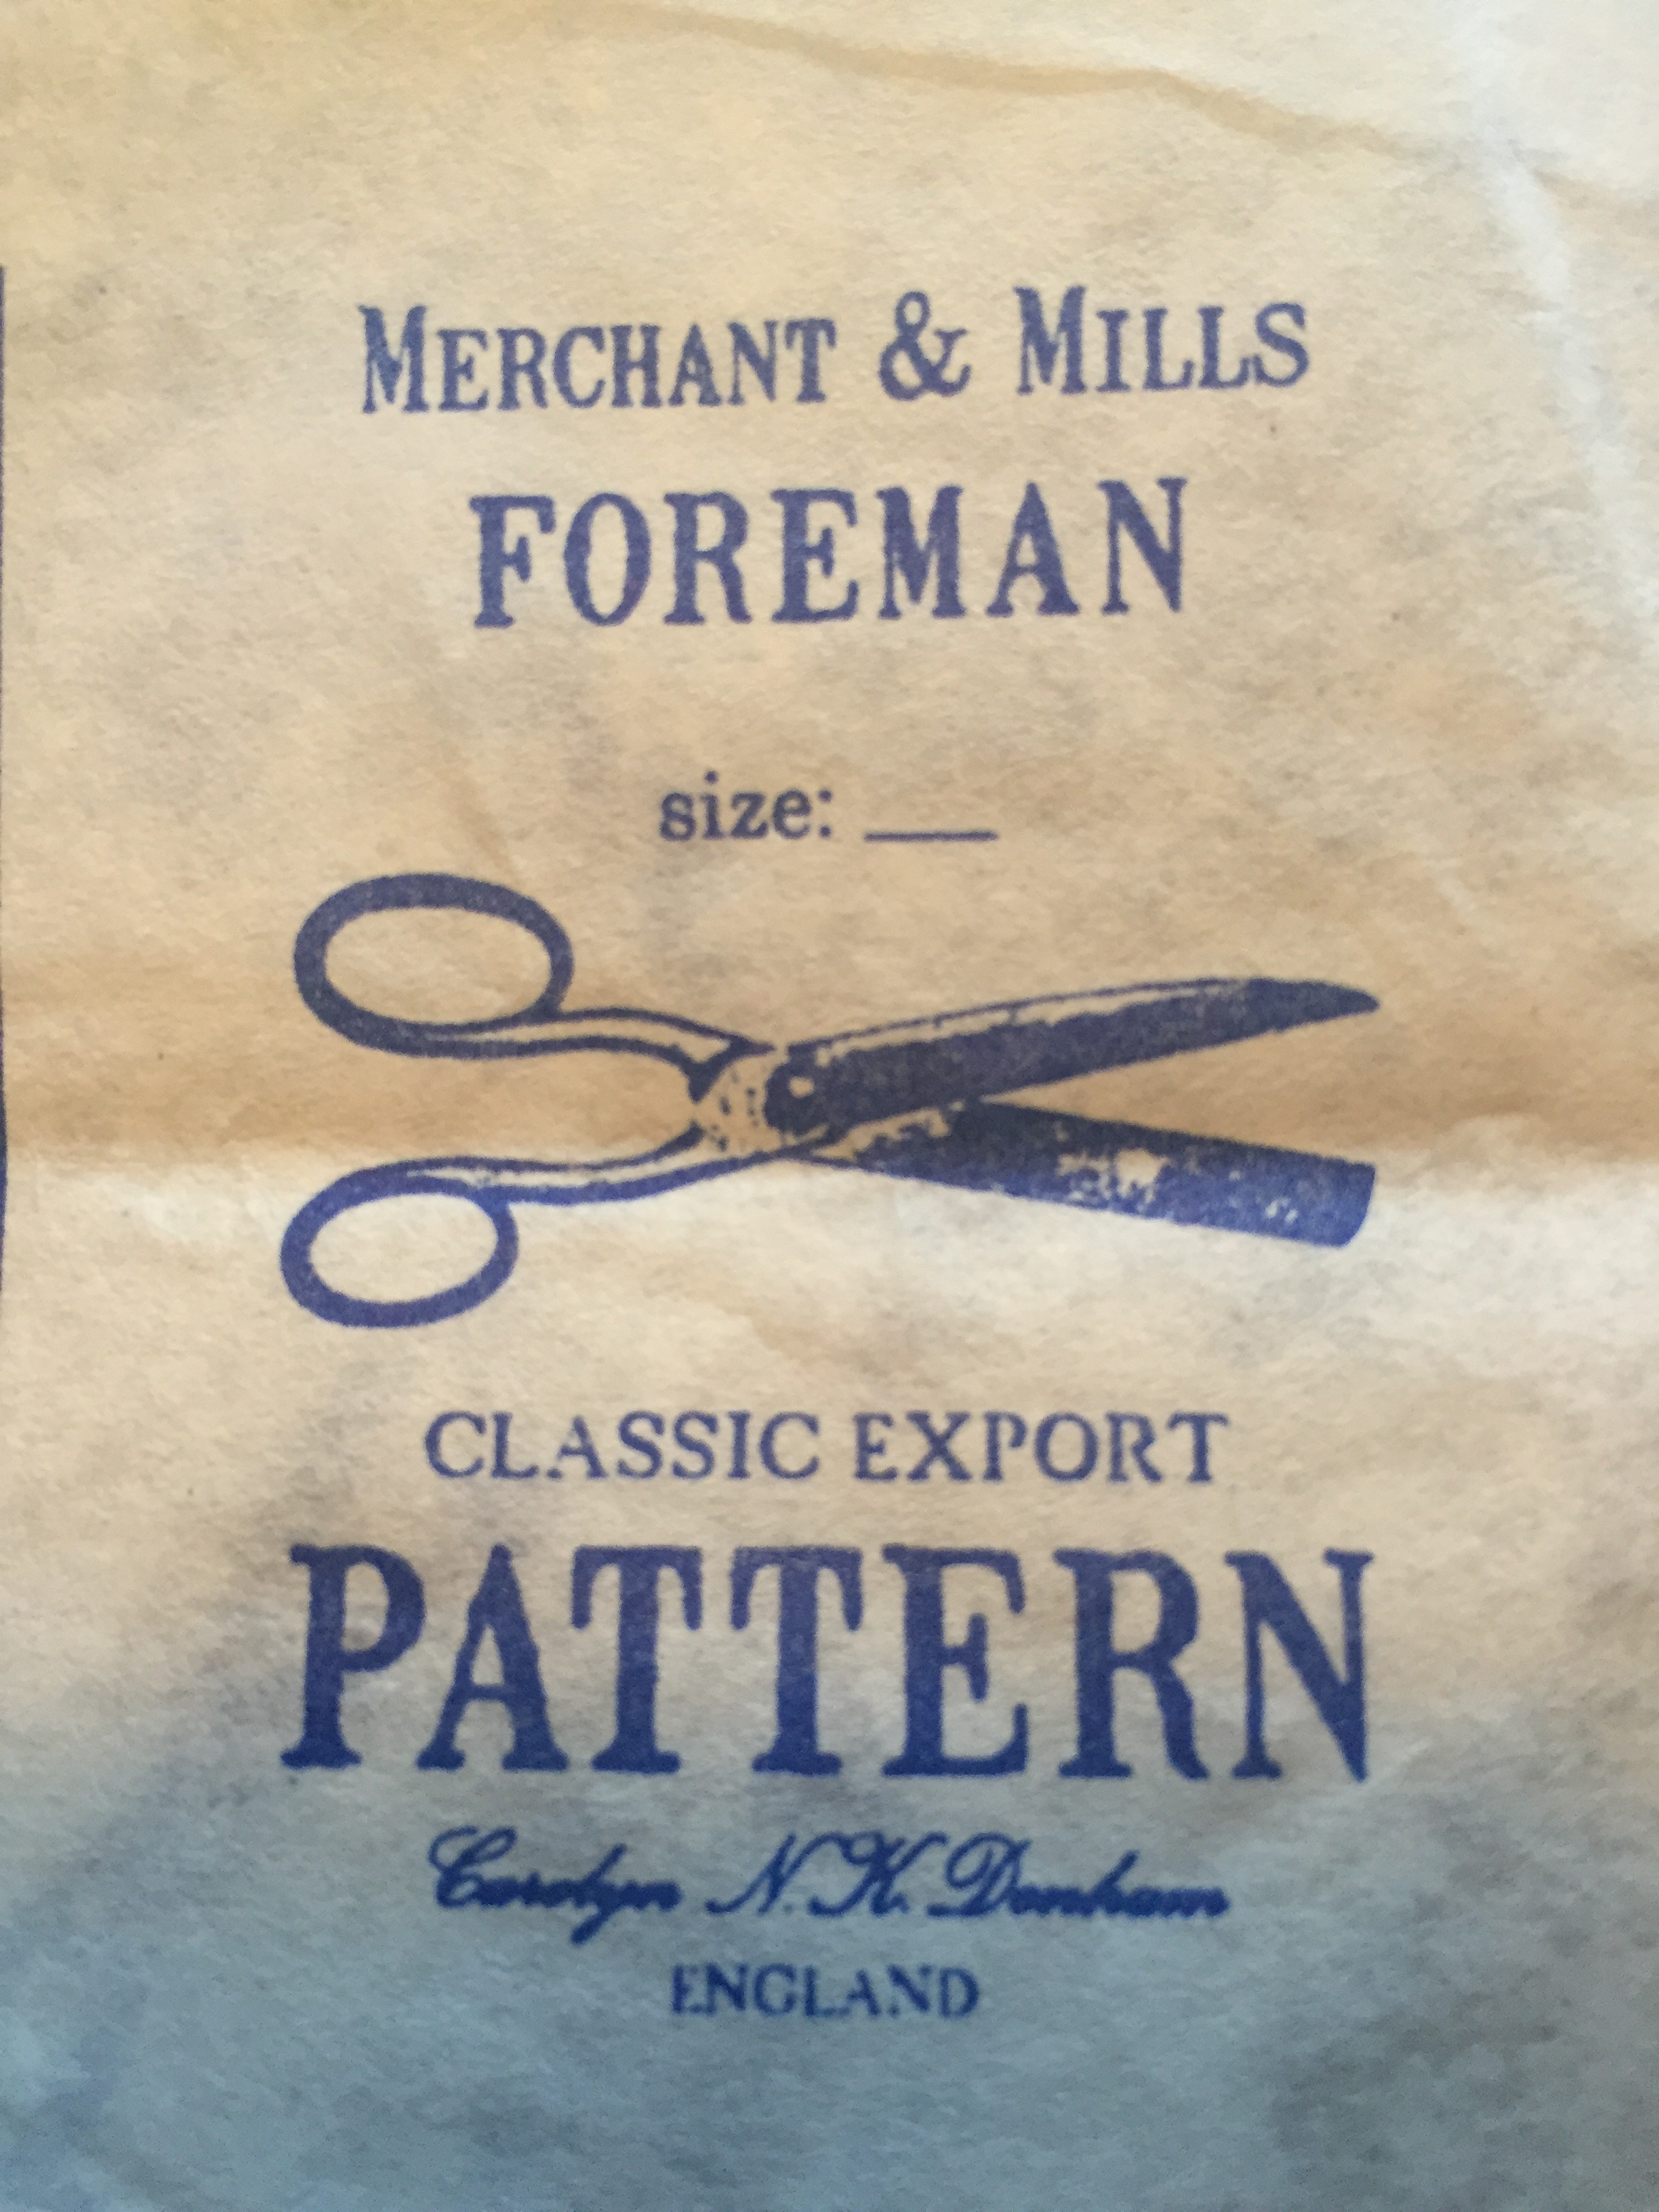 MERCHANT & MILLS
FOREMAN
size: ___
CLASSIC EXPORT
PATTERN
Carolyn N. K. Denham
ENGLAND